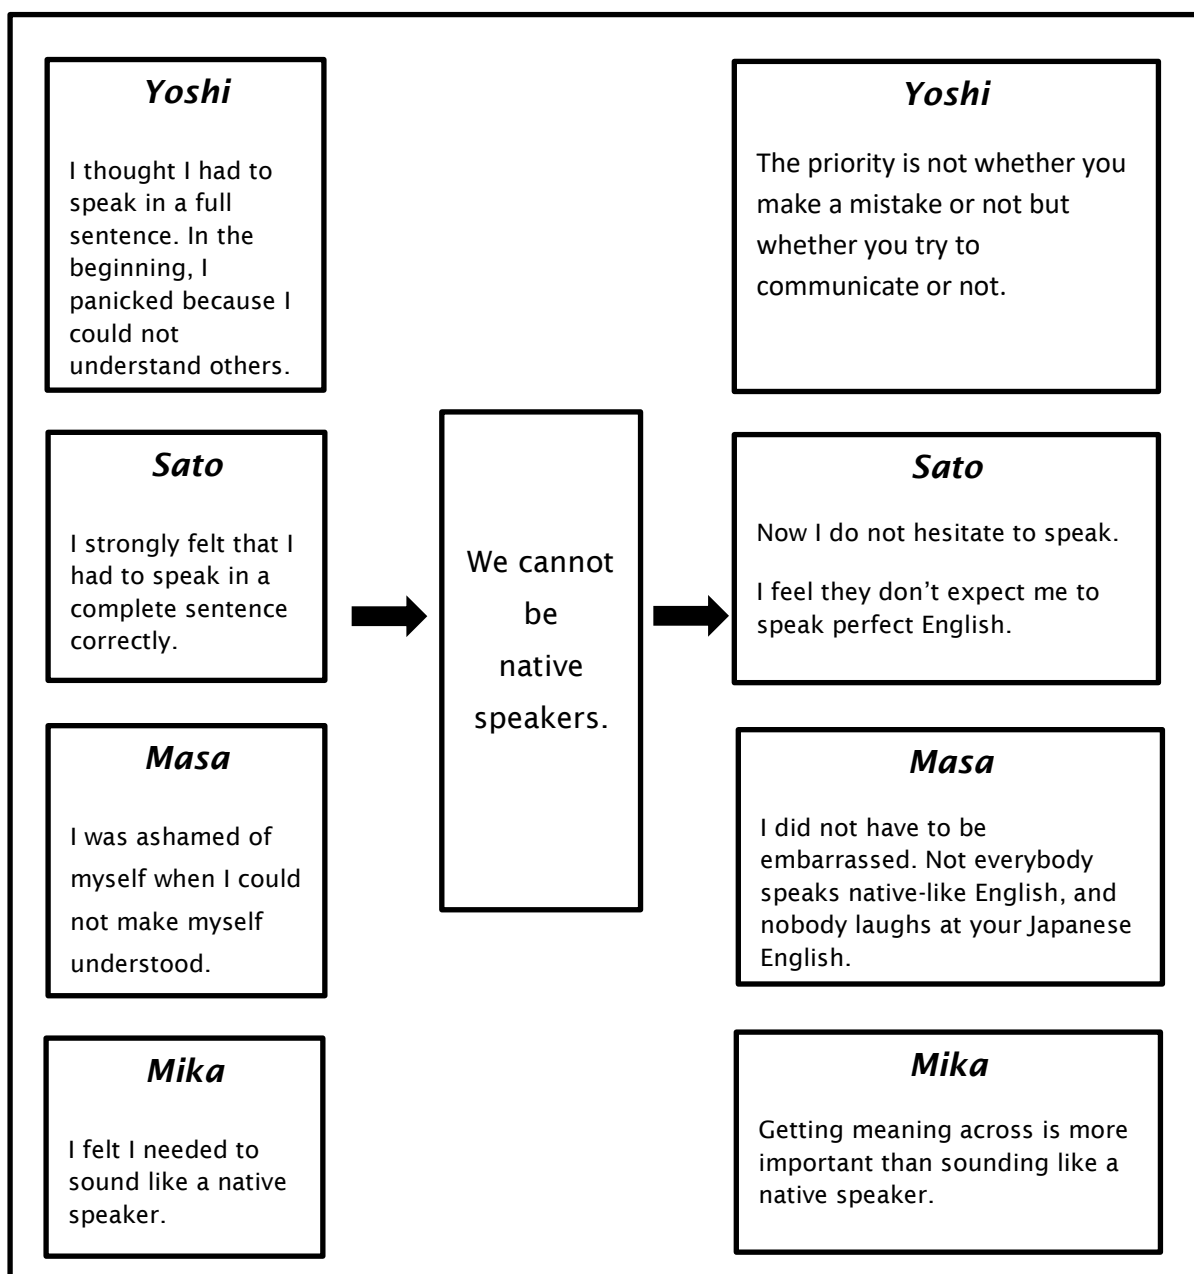 Yoshi
I thought I had to
speak in a full
sentence. In the
beginning, I
panicked because I
could not
understand others.
Sato
I strongly felt that I
had to speak in a
complete sentence
correctly.
Masa
I was ashamed of
myself when I could
not make myself
understood.
Mika
I felt I needed to
sound like a native
speaker.
We cannot
be
native
speakers.
Yoshi
The priority is not whether you
make a mistake or not but
whether you try to
communicate or not.
Sato
Now I do not hesitate to speak.
I feel they don’t expect me to
speak perfect English.
Masa
I did not have to be
embarrassed. Not everybody
speaks native-like English, and
nobody laughs at your Japanese
English.
Mika
Getting meaning across is more
important than sounding like a
native speaker.